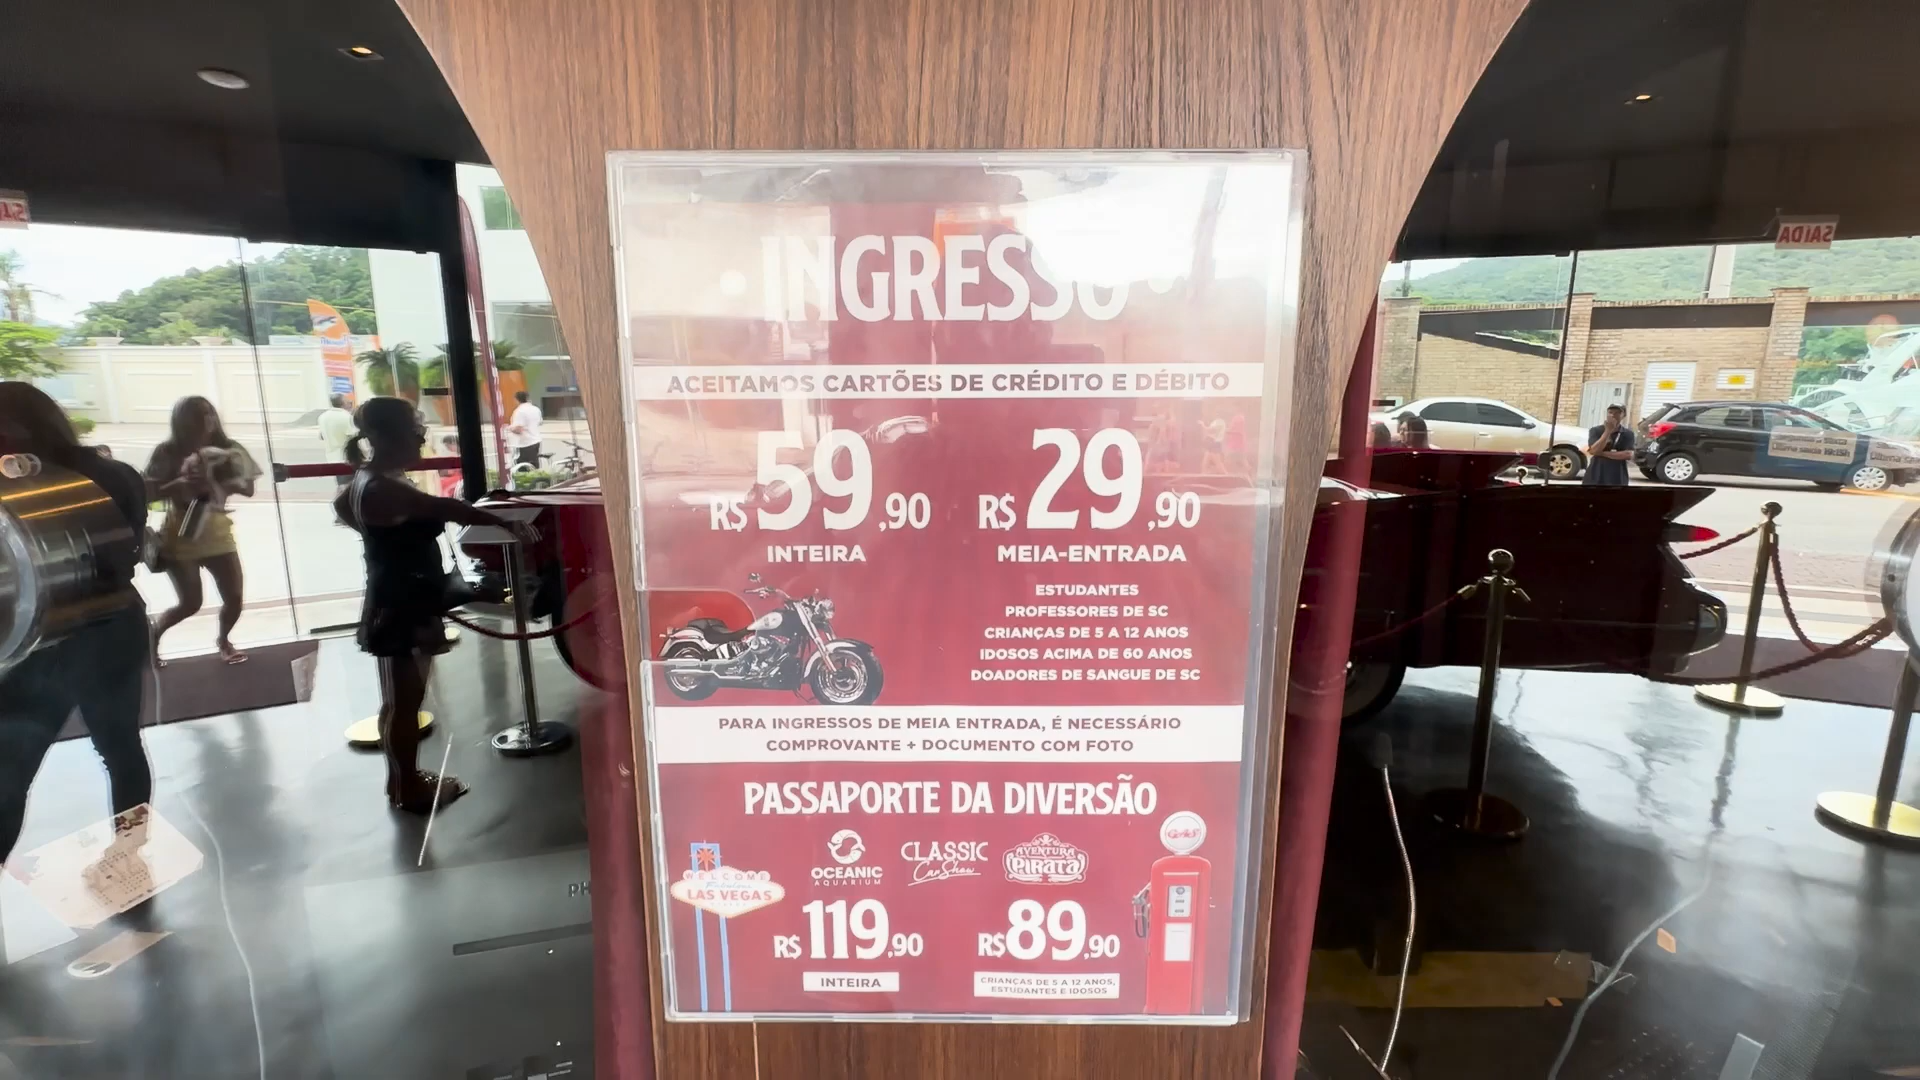 INGRESSO
ACEITAMOS CARTÕES DE CRÉDITO E DÉBITO
R$ 59,90
INTEIRA
R$ 29,90
MEIA-ENTRADA
ESTUDANTES
PROFESSORES DE SC
CRIANÇAS DE 5 A 12 ANOS
IDOSOS ACIMA DE 60 ANOS
DOADORES DE SANGUE DE SC
PARA INGRESSOS DE MEIA ENTRADA, É NECESSÁRIO
COMPROVANTE + DOCUMENTO COM FOTO
PASSAPORTE DA DIVERSÃO
OCEANIC
AQUARIUM
CLASSIC
Car Show
AVENTURA
PIRATA
GAS
WELCOME
Fabulous
LAS VEGAS
R$ 119,90
INTEIRA
R$ 89,90
CRIANÇAS DE 5 A 12 ANOS,
ESTUDANTES E IDOSOS
SAÍDA